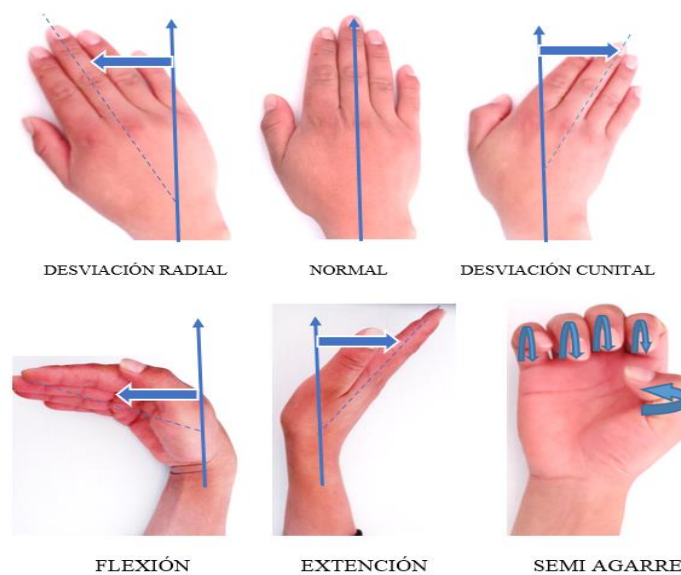 DESVIACIÓN RADIAL NORMAL DESVIACIÓN CUNITAL
FLEXIÓN EXTENCIÓN SEMI AGARRE